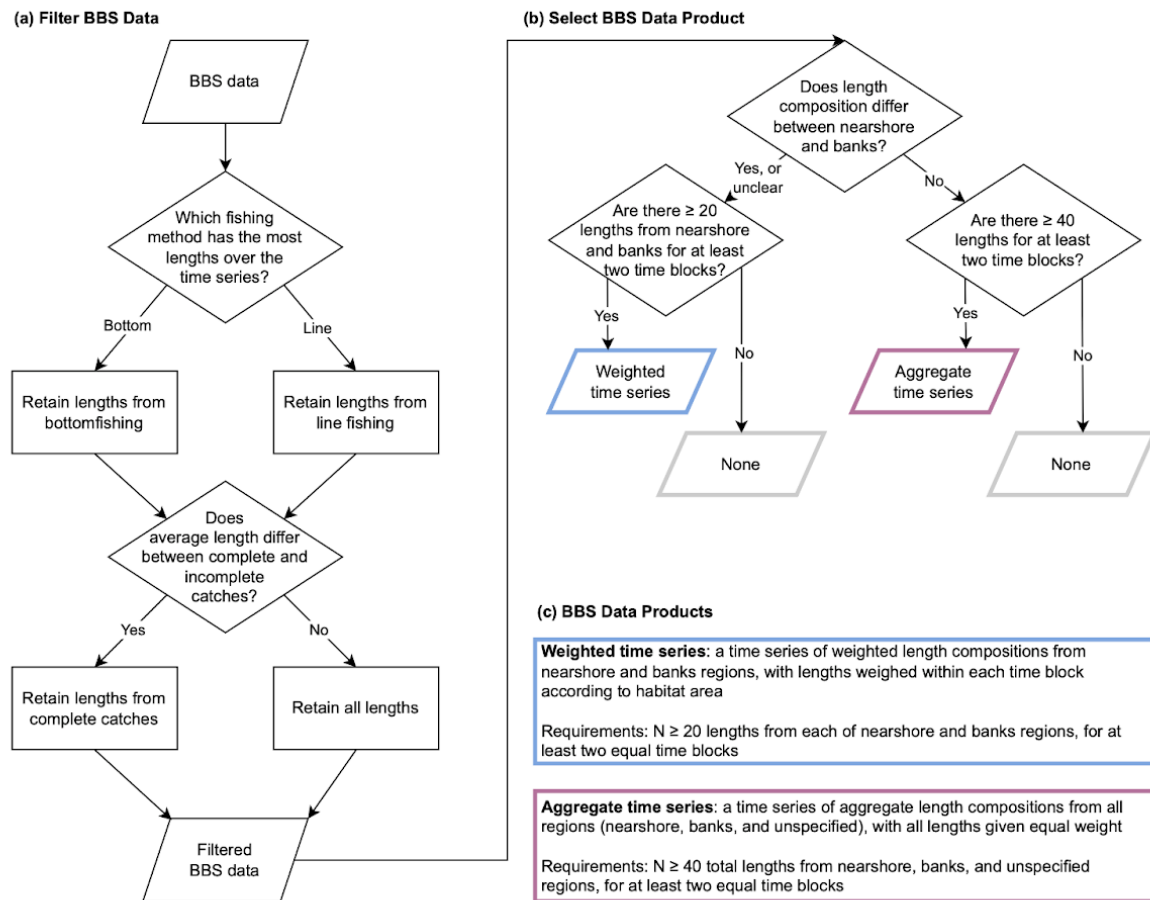 (a) Filter BBS Data
BBS data
Which fishing
method has the most
lengths over the
time series?
Bottom
Line
Retain lengths from
bottomfishing
Retain lengths from
line fishing
Does
average length differ
between complete and
incomplete
catches?
Yes
No
Retain lengths from
complete catches
Retain all lengths
Filtered
BBS data
(b) Select BBS Data Product
Does length
composition differ
between nearshore
and banks?
Yes, or
unclear
No
Are there ≥ 20
lengths from nearshore
and banks for at least
two time blocks?
Are there ≥ 40
lengths for at least
two time blocks?
Yes
No
Yes
No
Weighted
time series
None
Aggregate
time series
None
(c) BBS Data Products
Weighted time series: a time series of weighted length compositions from
nearshore and banks regions, with lengths weighed within each time block
according to habitat area
Requirements: N ≥ 20 lengths from each of nearshore and banks regions, for at
least two equal time blocks
Aggregate time series: a time series of aggregate length compositions from all
regions (nearshore, banks, and unspecified), with all lengths given equal weight
Requirements: N ≥ 40 total lengths from nearshore, banks, and unspecified
regions, for at least two equal time blocks